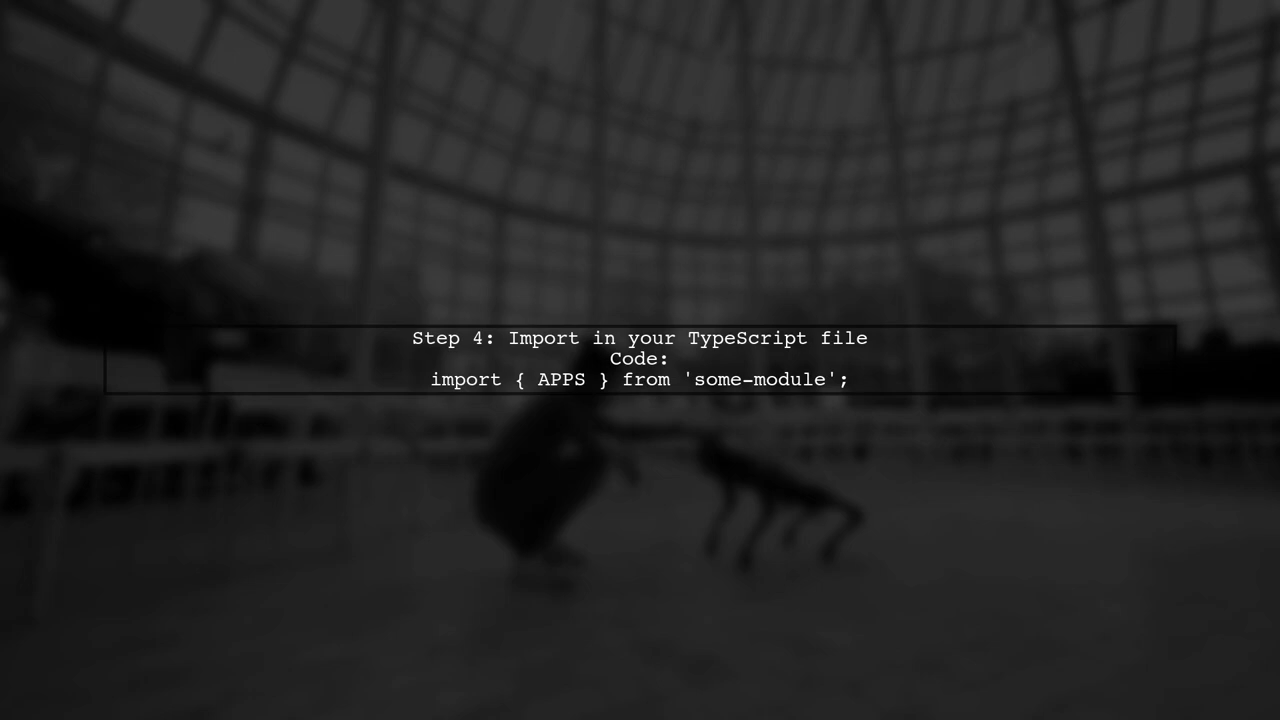 Step 4: Import in your TypeScript file
Code:
import { APPS } from 'some-module';